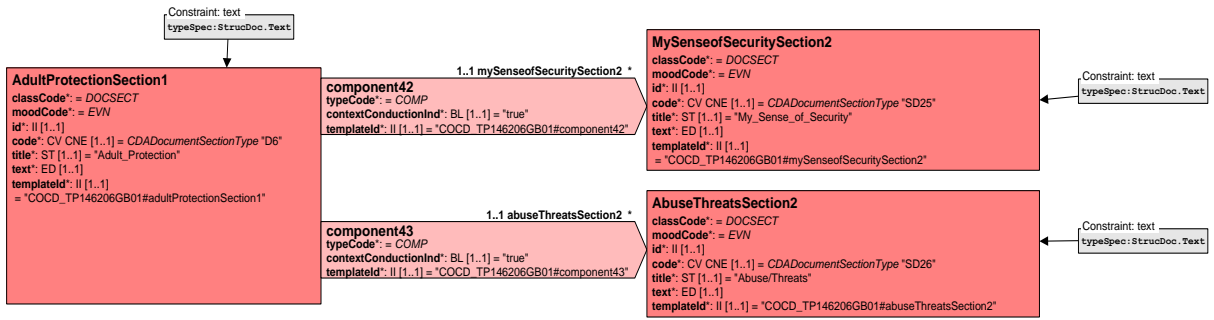 Constraint: text
typeSpec:StrucDoc.Text
AdultProtectionSection1
classCode*: = DOCSECT
moodCode*: = EVN
id*: II [1..1]
code*: CV CNE [1..1] = CDADocumentSectionType "D6"
title*: ST [1..1] = "Adult_Protection"
text*: ED [1..1]
templateId*: II [1..1]
= "COCD_TP146206GB01#adultProtectionSection1"
1..1 mySenseofSecuritySection2 *
component42
typeCode*: = COMP
contextConductionInd*: BL [1..1] = "true"
templateId*: II [1..1] = "COCD_TP146206GB01#component42"
MySenseofSecuritySection2
classCode*: = DOCSECT
moodCode*: = EVN
id*: II [1..1]
code*: CV CNE [1..1] = CDADocumentSectionType "SD25"
title*: ST [1..1] = "My_Sense_of_Security"
text*: ED [1..1]
templateId*: II [1..1]
= "COCD_TP146206GB01#mySenseofSecuritySection2"
Constraint: text
typeSpec:StrucDoc.Text
1..1 abuseThreatsSection2 *
component43
typeCode*: = COMP
contextConductionInd*: BL [1..1] = "true"
templateId*: II [1..1] = "COCD_TP146206GB01#component43"
AbuseThreatsSection2
classCode*: = DOCSECT
moodCode*: = EVN
id*: II [1..1]
code*: CV CNE [1..1] = CDADocumentSectionType "SD26"
title*: ST [1..1] = "Abuse/Threats"
text*: ED [1..1]
templateId*: II [1..1] = "COCD_TP146206GB01#abuseThreatsSection2"
Constraint: text
typeSpec:StrucDoc.Text